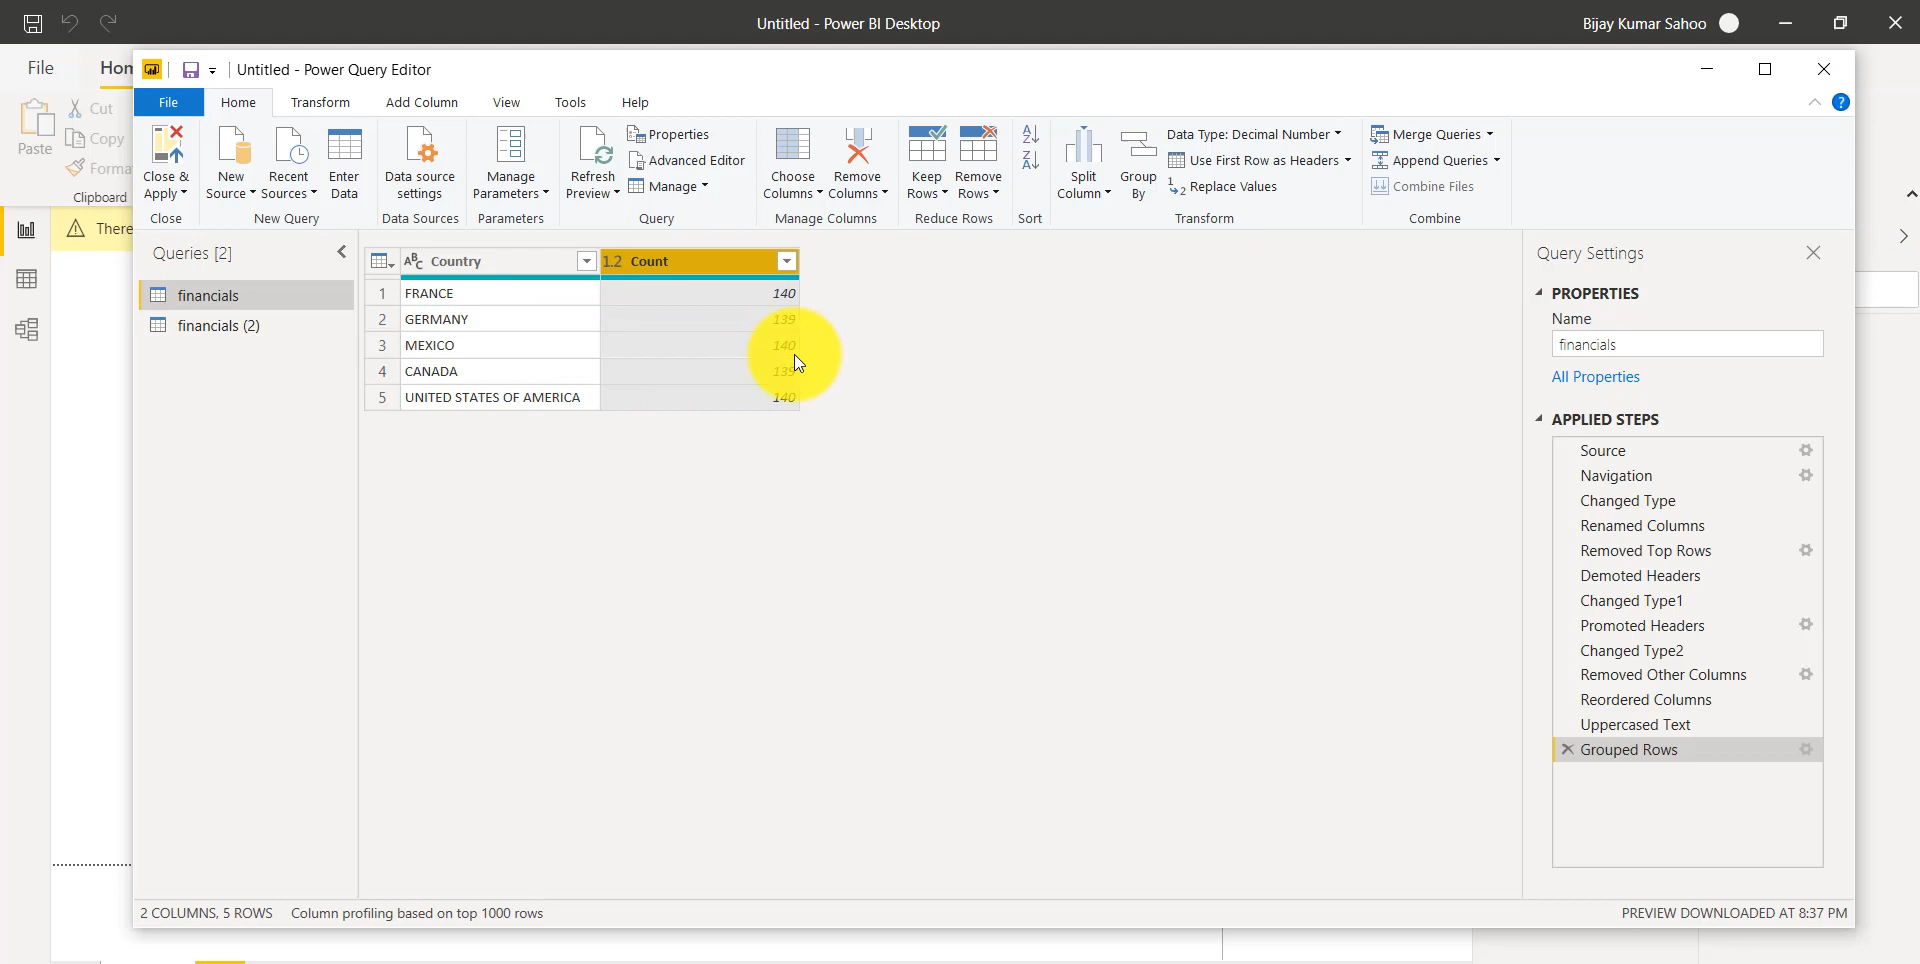 Untitled - Power BI Desktop
Bijay Kumar Sahoo
File
Hom
Paste
Cut
Copy
Forma
Clipboard
There
Untitled - Power Query Editor
File
Home
Transform
Add Column
View
Tools
Help
Close &
Apply
Close
New
Source
Recent
Sources
Enter
Data
New Query
Data source
settings
Data Sources
Manage
Parameters
Parameters
Refresh
Preview
Properties
Advanced Editor
Manage
Query
Choose
Columns
Remove
Columns
Manage Columns
Keep
Rows
Remove
Rows
Reduce Rows
Sort
Split
Column
Group
By
Data Type: Decimal Number
Use First Row as Headers
Replace Values
Transform
Merge Queries
Append Queries
Combine Files
Combine
Queries [2]
financials
financials (2)
ABC Country
1.2 Count
1 FRANCE 140
2 GERMANY 139
3 MEXICO 140
4 CANADA 139
5 UNITED STATES OF AMERICA 140
Query Settings
PROPERTIES
Name
financials
All Properties
APPLIED STEPS
Source
Navigation
Changed Type
Renamed Columns
Removed Top Rows
Demoted Headers
Changed Type1
Promoted Headers
Changed Type2
Removed Other Columns
Reordered Columns
Uppercased Text
Grouped Rows
2 COLUMNS, 5 ROWS
Column profiling based on top 1000 rows
PREVIEW DOWNLOADED AT 8:37 PM